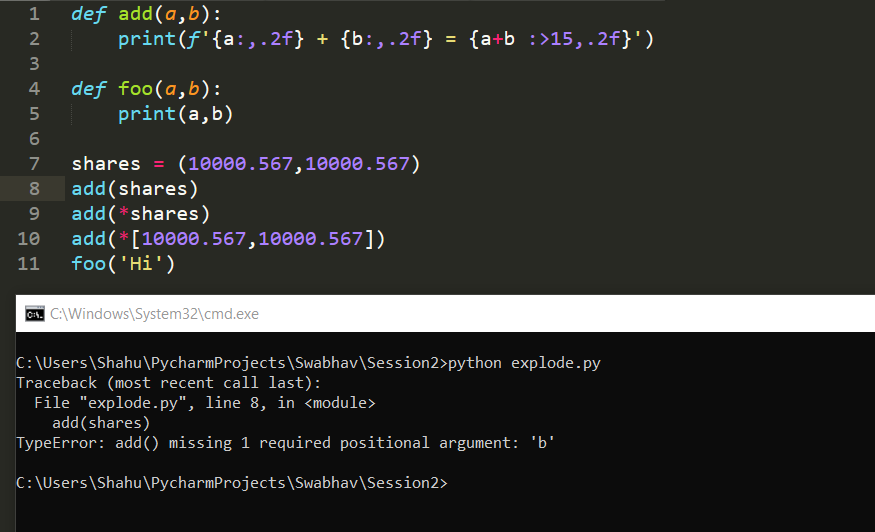 1 def add(a,b):
2     print(f'{a:,.2f} + {b:,.2f} = {a+b :>15,.2f}')
3
4 def foo(a,b):
5     print(a,b)
6
7 shares = (10000.567,10000.567)
8 add(shares)
9 add(*shares)
10 add(*[10000.567,10000.567])
11 foo('Hi')
C:\Windows\System32\cmd.exe
C:\Users\Shahu\PycharmProjects\Swabhav\Session2>python explode.py
Traceback (most recent call last):
  File "explode.py", line 8, in <module>
    add(shares)
TypeError: add() missing 1 required positional argument: 'b'
C:\Users\Shahu\PycharmProjects\Swabhav\Session2>